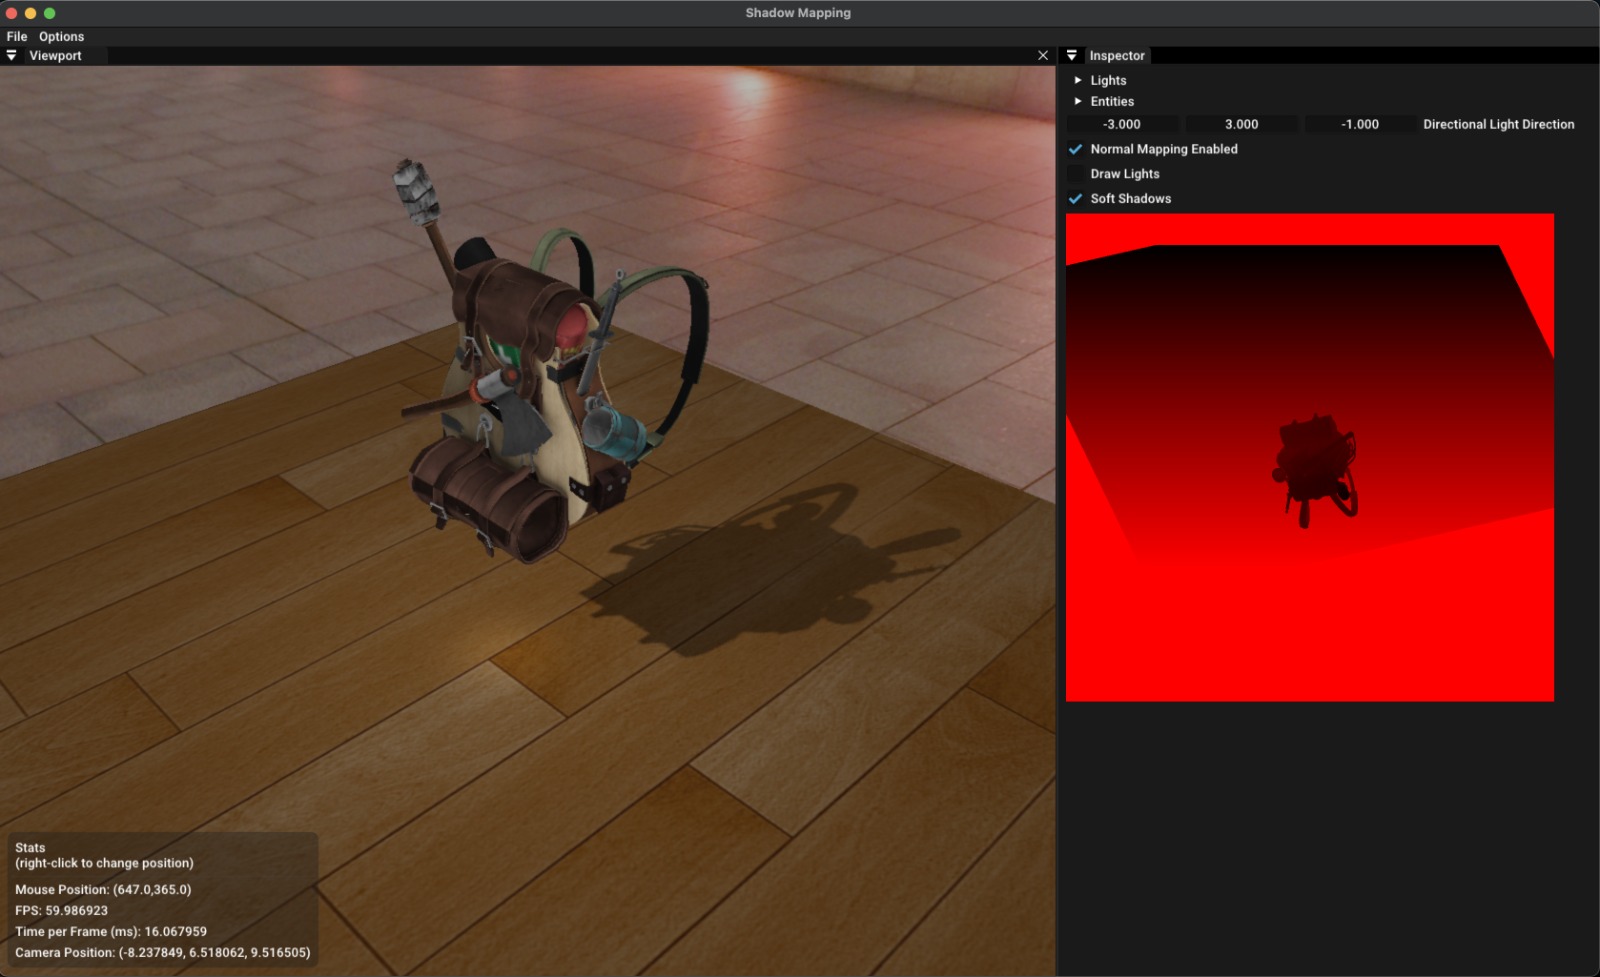 Shadow Mapping
File Options
Viewport
Inspector
Lights
Entities
-3.000 3.000 -1.000 Directional Light Direction
Normal Mapping Enabled
Draw Lights
Soft Shadows
Stats
(right-click to change position)
Mouse Position: (647.0,365.0)
FPS: 59.986923
Time per Frame (ms): 16.067959
Camera Position: (-8.237849, 6.518062, 9.516505)